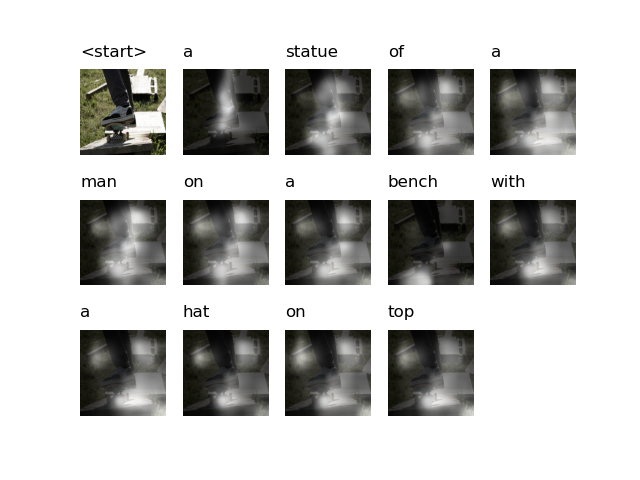 <start> a statue of a
man on a bench with
a hat on top